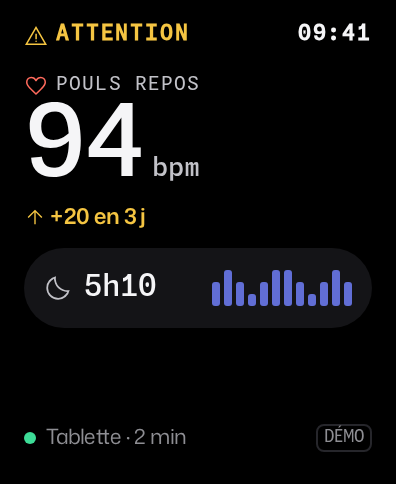 ATTENTION 09:41
POULS REPOS
94 bpm
↑ +20 en 3 j
5h10
Tablette · 2 min DÉMO